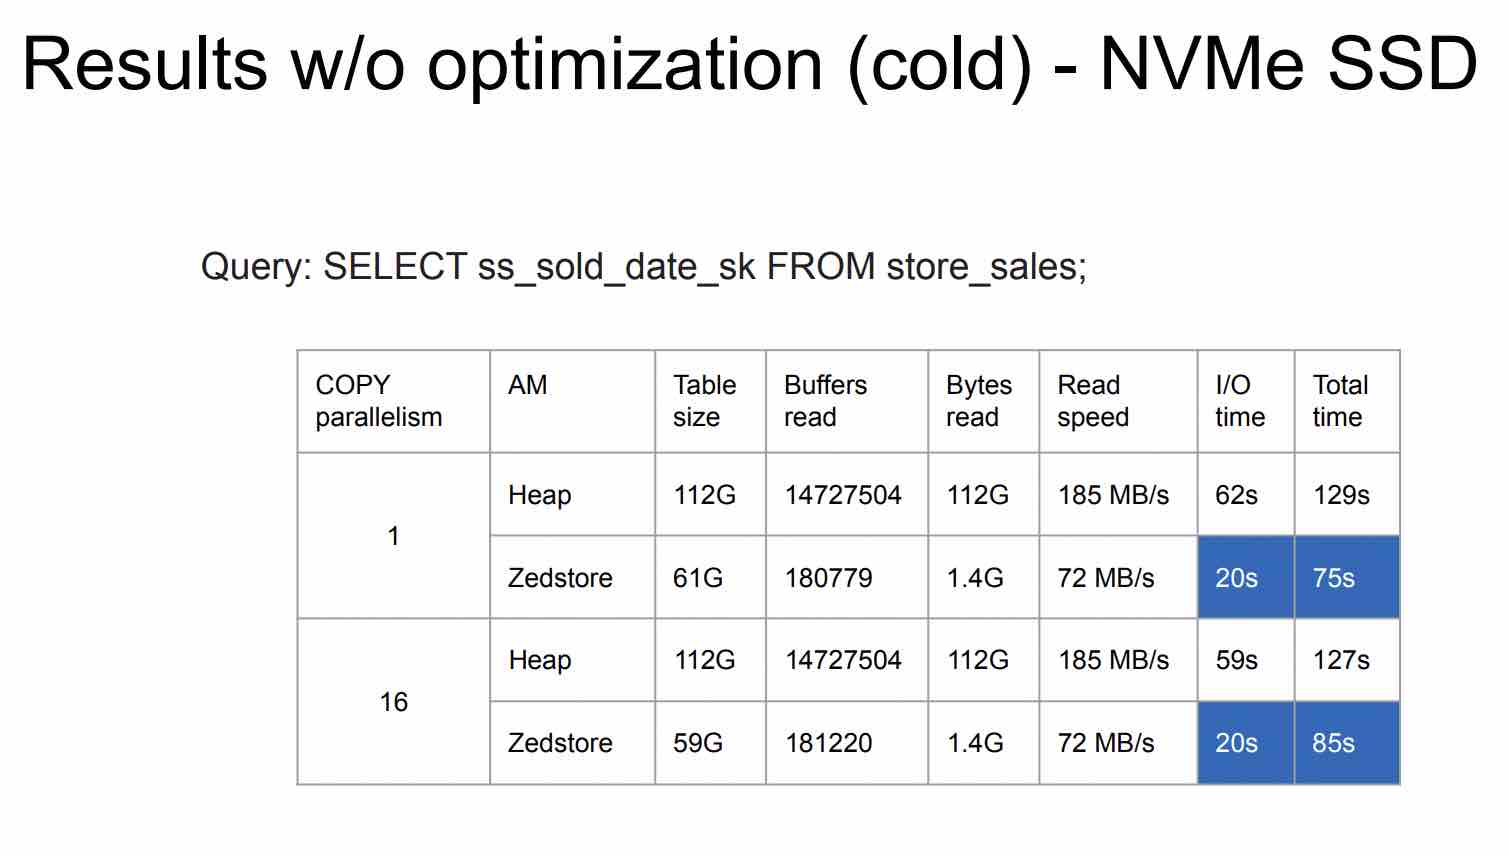 Results w/o optimization (cold) - NVMe SSD
Query: SELECT ss_sold_date_sk FROM store_sales;
COPY parallelism AM Table size Buffers read Bytes read Read speed I/O time Total time
1 Heap 112G 14727504 112G 185 MB/s 62s 129s
Zedstore 61G 180779 1.4G 72 MB/s 20s 75s
16 Heap 112G 14727504 112G 185 MB/s 59s 127s
Zedstore 59G 181220 1.4G 72 MB/s 20s 85s